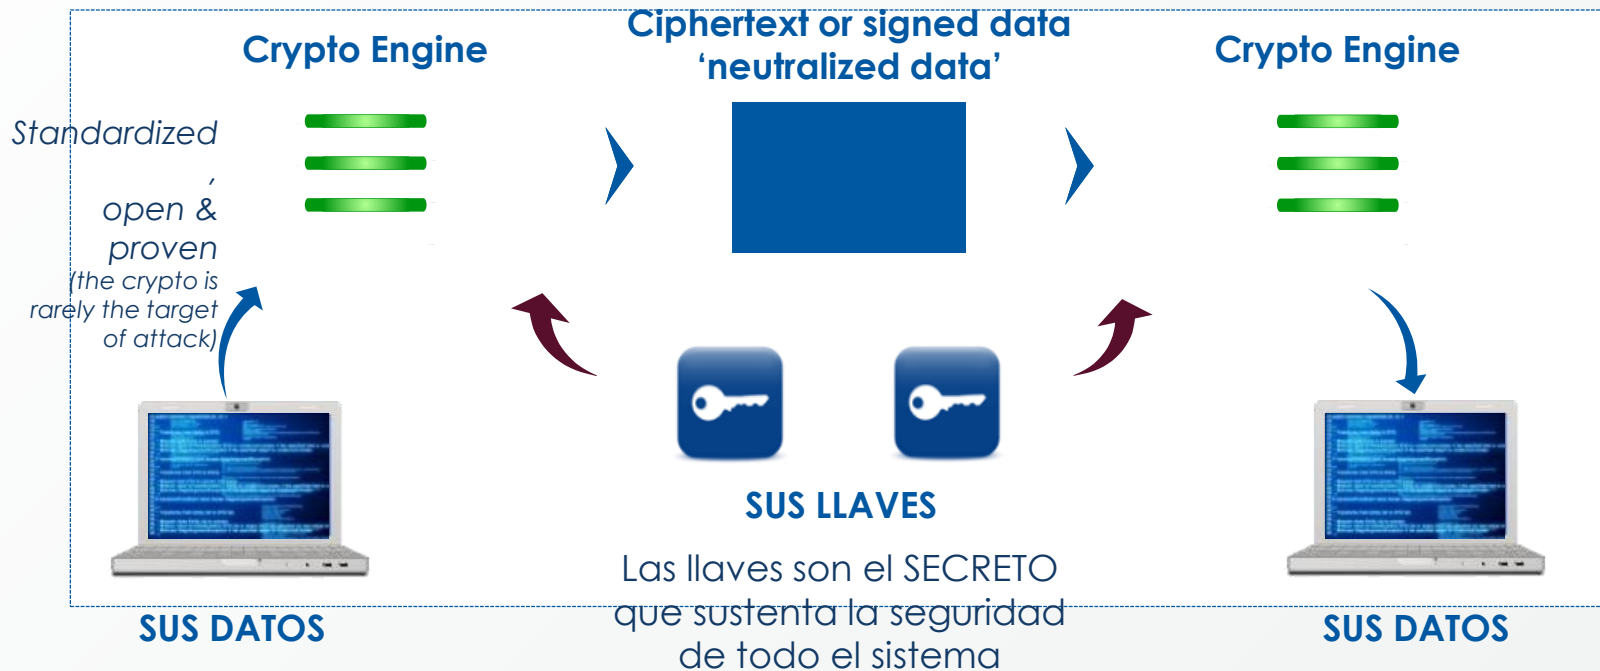 Crypto Engine
Ciphertext or signed data
‘neutralized data’
Crypto Engine
Standardized
,
open &
proven
(the crypto is
rarely the target
of attack)
SUS LLAVES
Las llaves son el SECRETO
que sustenta la seguridad
de todo el sistema
SUS DATOS
SUS DATOS